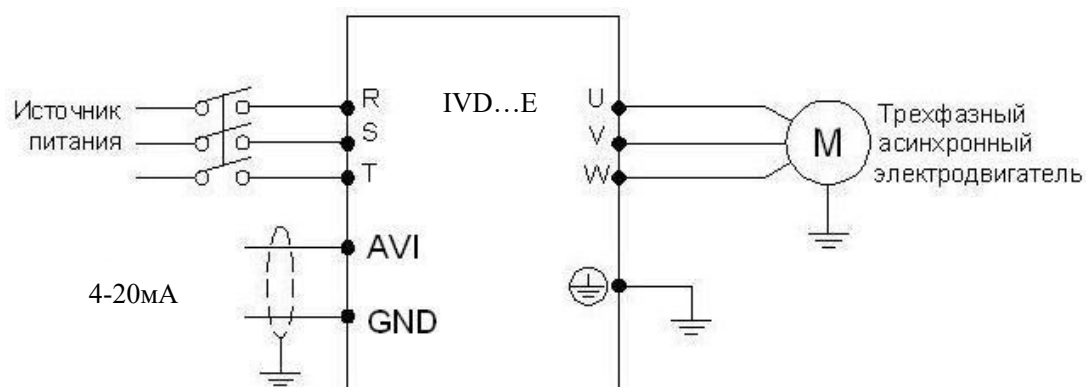 Источник
питания
R
S
T
IVD...E
U
V
W
M
Трехфазный
асинхронный
электродвигатель
4-20мА
AVI
GND